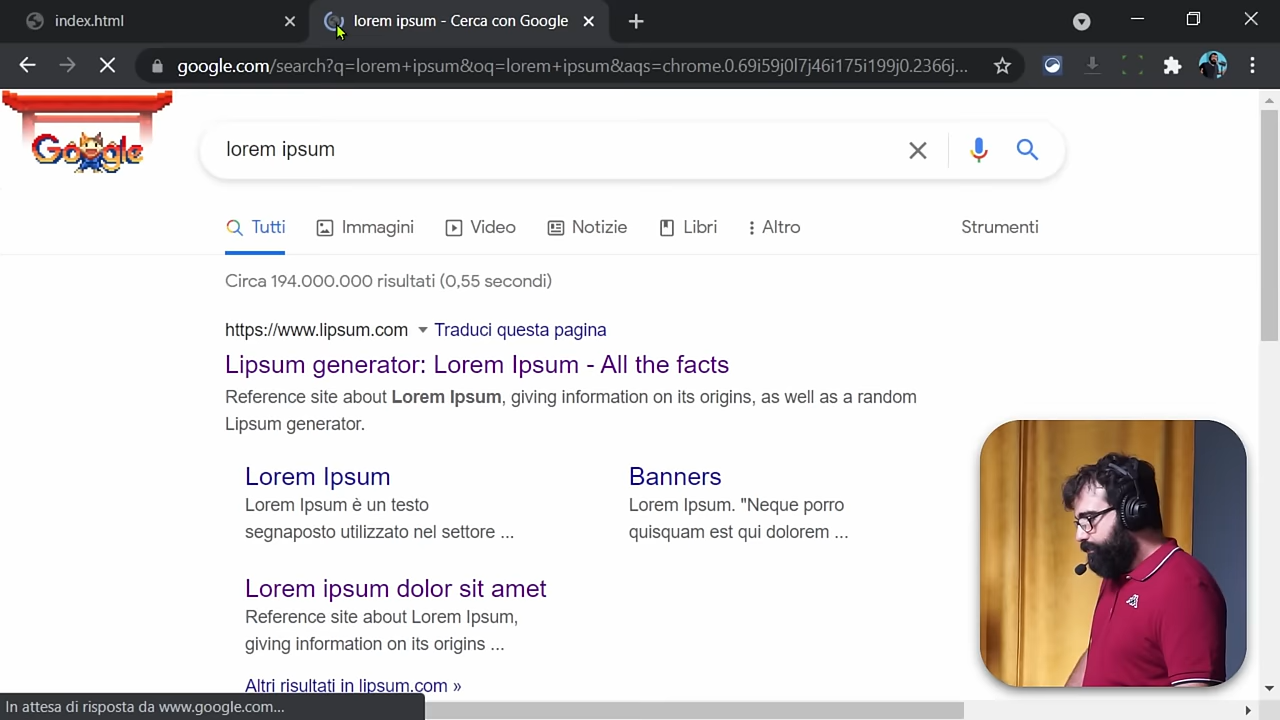 index.html
lorem ipsum - Cerca con Google
google.com/search?q=lorem+ipsum&oq=lorem+ipsum&aqs=chrome.0.69i59j0l7j46i175i199j0.2366j...
Google
lorem ipsum
Tutti
Immagini
Video
Notizie
Libri
Altro
Strumenti
Circa 194.000.000 risultati (0,55 secondi)
https://www.lipsum.com
Traduci questa pagina
Lipsum generator: Lorem Ipsum - All the facts
Reference site about Lorem Ipsum, giving information on its origins, as well as a random
Lipsum generator.
Lorem Ipsum
Lorem Ipsum è un testo
segnaposto utilizzato nel settore ...
Banners
Lorem Ipsum. "Neque porro
quisquam est qui dolorem ...
Lorem ipsum dolor sit amet
Reference site about Lorem Ipsum,
giving information on its origins ...
Altri risultati in lipsum.com »
In attesa di risposta da www.google.com...